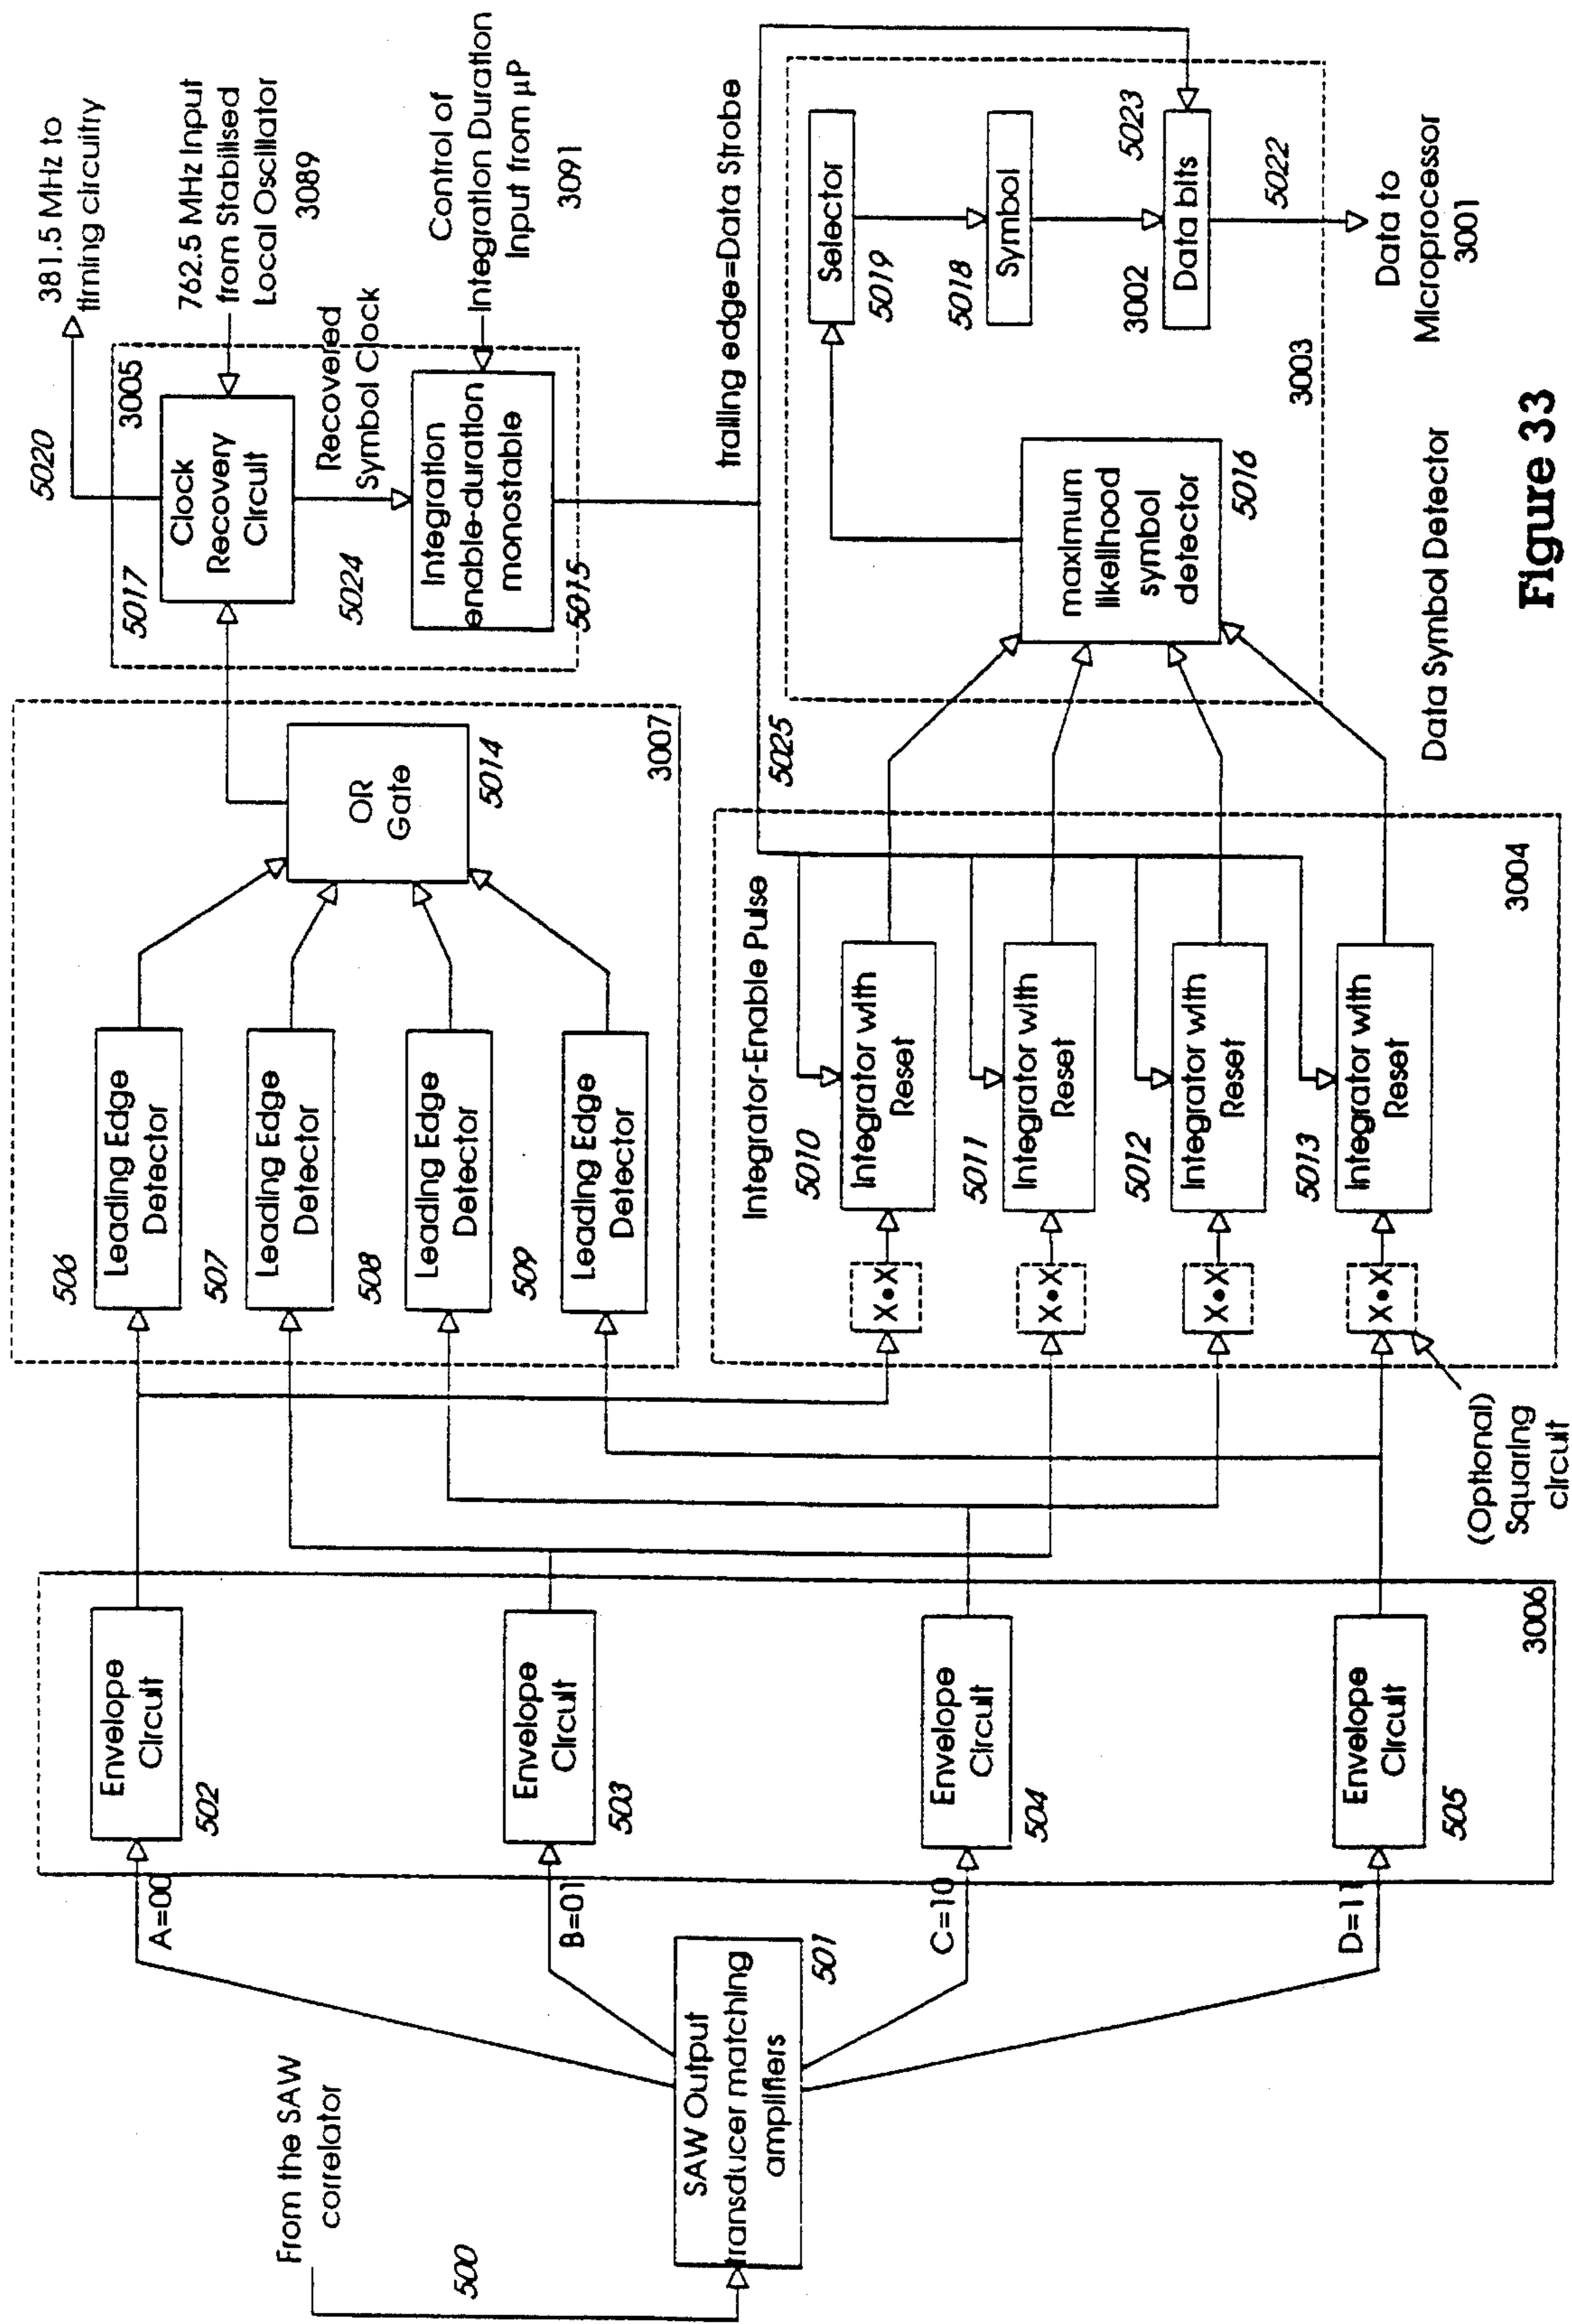 From the SAW
correlator
500
SAW Output
transducer matching
amplifiers
501
A=00
B=01
C=10
D=11
Envelope
Circuit
502
Envelope
Circuit
503
Envelope
Circuit
504
Envelope
Circuit
505
3006
506
Leading Edge
Detector
507
Leading Edge
Detector
508
Leading Edge
Detector
509
Leading Edge
Detector
OR
Gate
5014
3007
(Optional)
Squaring
circuit
X•X
X•X
X•X
X•X
Integrator-Enable Pulse
5010
Integrator with
Reset
5011
Integrator with
Reset
5012
Integrator with
Reset
5013
Integrator with
Reset
3004
5025
5017
Clock
Recovery
Circuit
3005
5020
381.5 MHz to
timing circuitry
762.5 MHz Input
from Stabilised
Local Oscillator
3089
Recovered
Symbol Clock
5024
Integration
enable-duration
monostable
5015
Control of
Integration Duration
Input from µP
3091
trailing edge=Data Strobe
maximum
likelihood
symbol
detector
5016
Selector
5019
Symbol
5018
Data bits
3002
5023
5022
3003
Data to
Microprocessor
3001
Data Symbol Detector
Figure 33